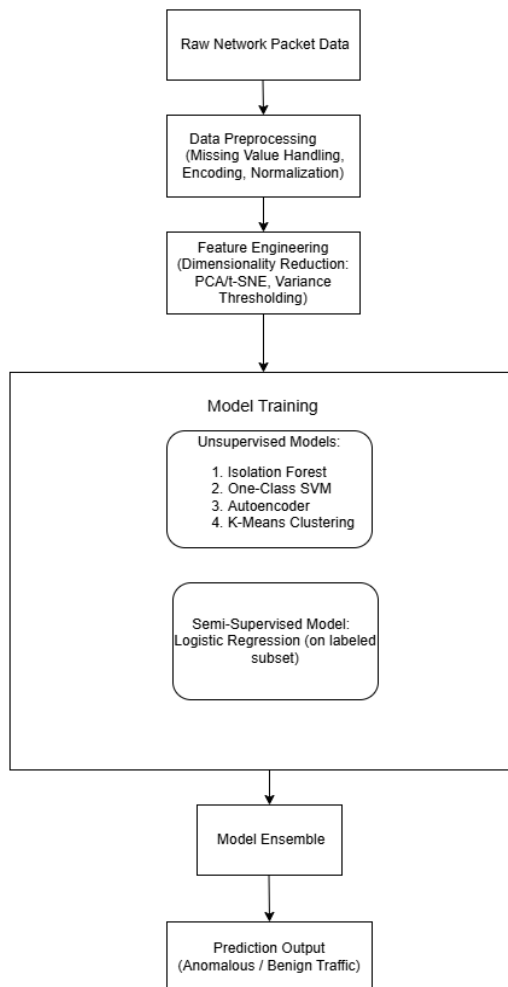 Raw Network Packet Data
Data Preprocessing
(Missing Value Handling,
Encoding, Normalization)
Feature Engineering
(Dimensionality Reduction:
PCA/t-SNE, Variance
Thresholding)
Model Training
Unsupervised Models:
1. Isolation Forest
2. One-Class SVM
3. Autoencoder
4. K-Means Clustering
Semi-Supervised Model:
Logistic Regression (on labeled
subset)
Model Ensemble
Prediction Output
(Anomalous / Benign Traffic)